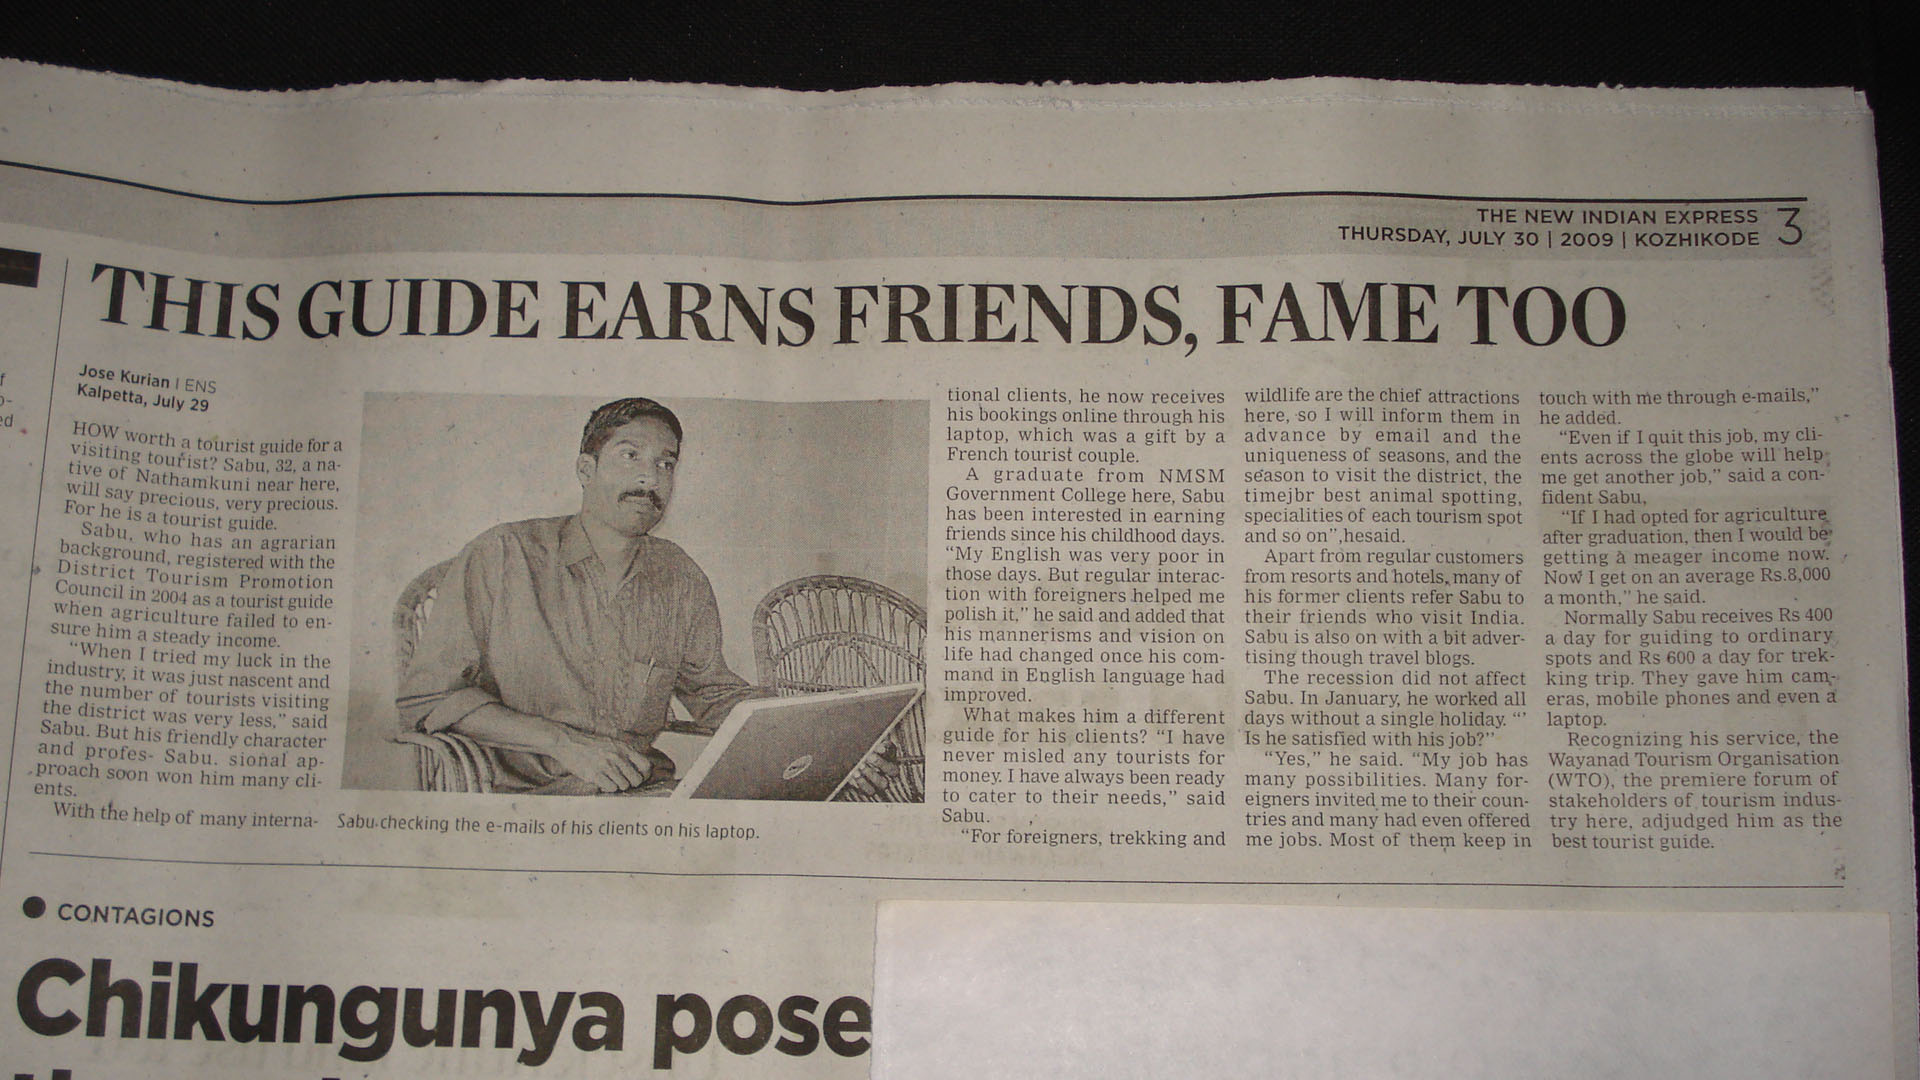 THE NEW INDIAN EXPRESS
THURSDAY, JULY 30 | 2009 | KOZHIKODE
3
THIS GUIDE EARNS FRIENDS, FAME TOO
Jose Kurian | ENS
Kalpetta, July 29
HOW worth a tourist guide for a
visiting tourist? Sabu, 32, a na-
tive of Nathamkuni near here,
will say precious, very precious.
For he is a tourist guide.
Sabu, who has an agrarian
background, registered with the
District Tourism Promotion
Council in 2004 as a tourist guide
when agriculture failed to en-
sure him a steady income.
"When I tried my luck in the
industry, it was just nascent and
the number of tourists visiting
the district was very less," said
Sabu. But his friendly character
and profes- Sabu. sional ap-
proach soon won him many cli-
ents.
With the help of many interna-
Sabu checking the e-mails of his clients on his laptop.
tional clients, he now receives
his bookings online through his
laptop, which was a gift by a
French tourist couple.
A graduate from NMSM
Government College here, Sabu
has been interested in earning
friends since his childhood days.
"My English was very poor in
those days. But regular interac-
tion with foreigners helped me
polish it," he said and added that
his mannerisms and vision on
life had changed once his com-
mand in English language had
improved.
What makes him a different
guide for his clients? "I have
never misled any tourists for
money. I have always been ready
to cater to their needs," said
Sabu.
"For foreigners, trekking and
wildlife are the chief attractions
here, so I will inform them in
advance by email and the
uniqueness of seasons, and the
season to visit the district, the
timejbr best animal spotting,
specialities of each tourism spot
and so on",hesaid.
Apart from regular customers
from resorts and hotels, many of
his former clients refer Sabu to
their friends who visit India.
Sabu is also on with a bit adver-
tising though travel blogs.
The recession did not affect
Sabu. In January, he worked all
days without a single holiday. "'
Is he satisfied with his job?"
"Yes," he said. "My job has
many possibilities. Many for-
eigners invited me to their coun-
tries and many had even offered
me jobs. Most of them keep in
touch with me through e-mails,"
he added.
"Even if I quit this job, my cli-
ents across the globe will help
me get another job," said a con-
fident Sabu,
"If I had opted for agriculture
after graduation, then I would be
getting a meager income now.
Now I get on an average Rs.8,000
a month," he said.
Normally Sabu receives Rs 400
a day for guiding to ordinary
spots and Rs 600 a day for trek-
king trip. They gave him cam-
eras, mobile phones and even a
laptop.
Recognizing his service, the
Wayanad Tourism Organisation
(WTO), the premiere forum of
stakeholders of tourism indus-
try here, adjudged him as the
best tourist guide.
CONTAGIONS
Chikungunya pose